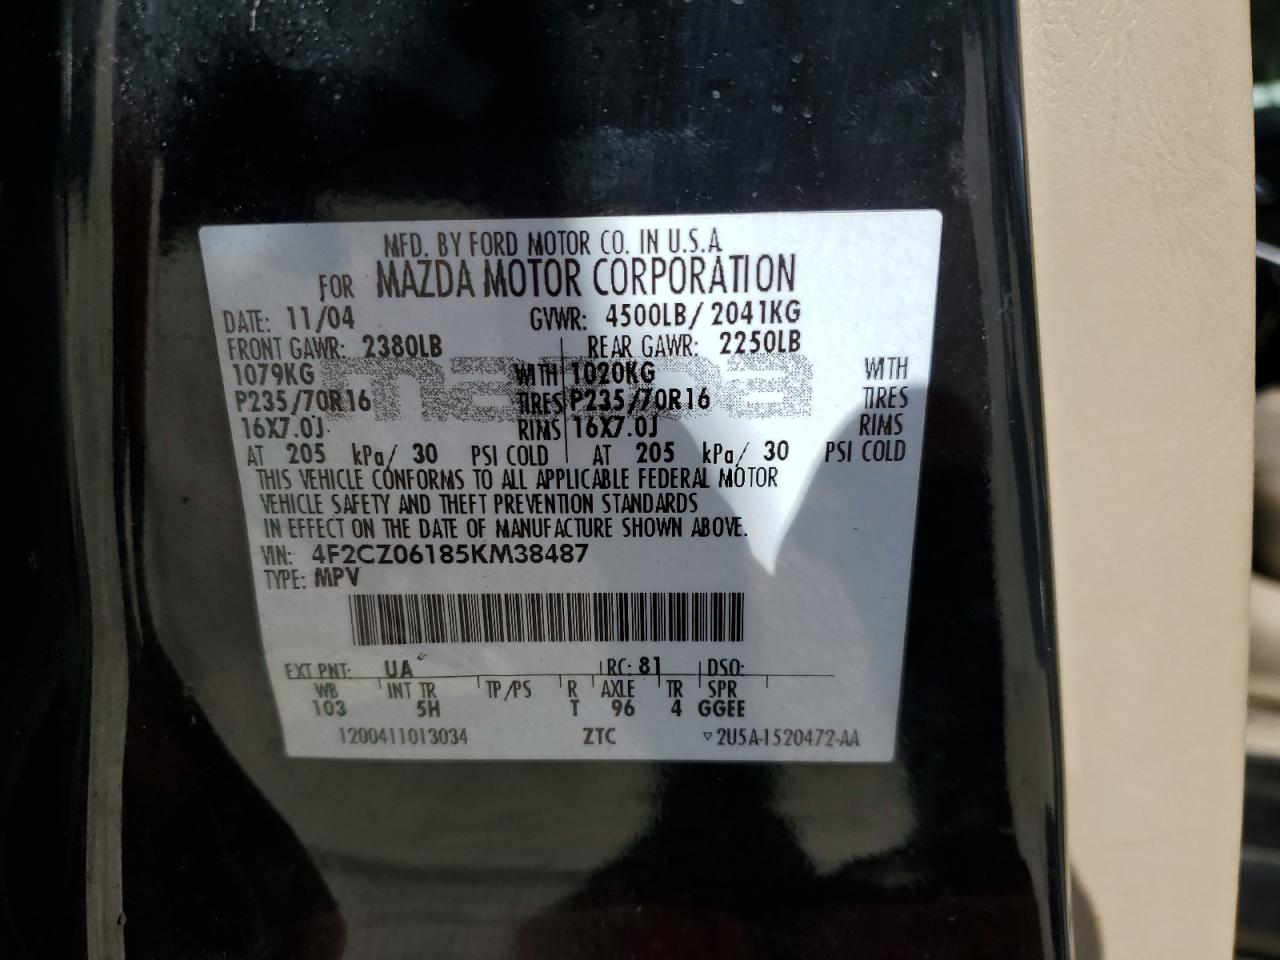 MFD. BY FORD MOTOR CO. IN U.S.A
FOR MAZDA MOTOR CORPORATION
DATE: 11/04 GVWR: 4500LB/ 2041KG
FRONT GAWR: 2380LB REAR GAWR: 2250LB
1079KG WITH 1020KG WITH
mazda
P235/70R16 TIRES P235/70R16 TIRES
16X7.0J RIMS 16X7.0J RIMS
AT 205 kPa/ 30 PSI COLD AT 205 kPa/ 30 PSI COLD
THIS VEHICLE CONFORMS TO ALL APPLICABLE FEDERAL MOTOR
VEHICLE SAFETY AND THEFT PREVENTION STANDARDS
IN EFFECT ON THE DATE OF MANUFACTURE SHOWN ABOVE.
VIN: 4F2CZ06185KM38487
TYPE: MPV
EXT PNT: UA RC: 81 DSO:
WB INT TR TP/PS R AXLE TR SPR
103 5H T 96 4 GGEE
1200411013034 ZTC ▿2U5A-1520472-AA